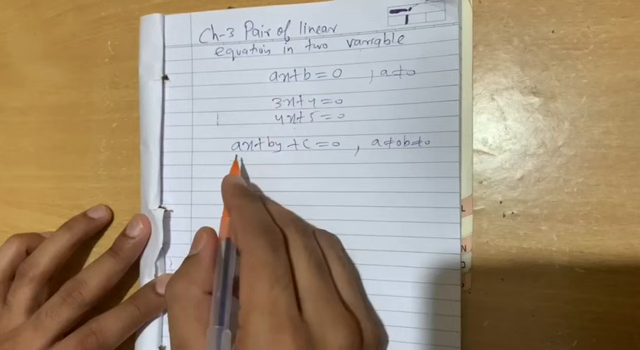 Ch-3 Pair of linear
equation in two variable
ax+b=0 , a≠0
3x+4=0
4x+5=0
ax+by+c=0 , a≠0b≠0
L
N
D